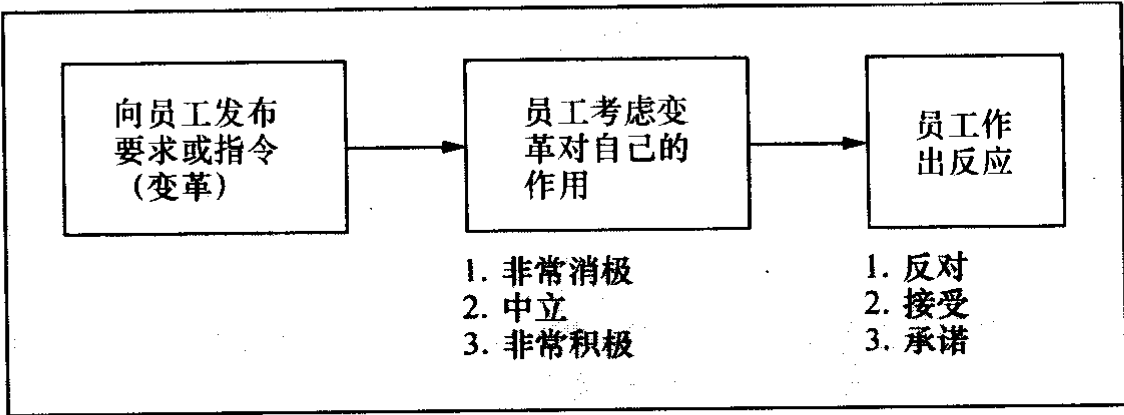 向员工发布
要求或指令
（变革）
员工考虑变
革对自己的
作用
员工作
出反应
1. 非常消极
2. 中立
3. 非常积极
1. 反对
2. 接受
3. 承诺